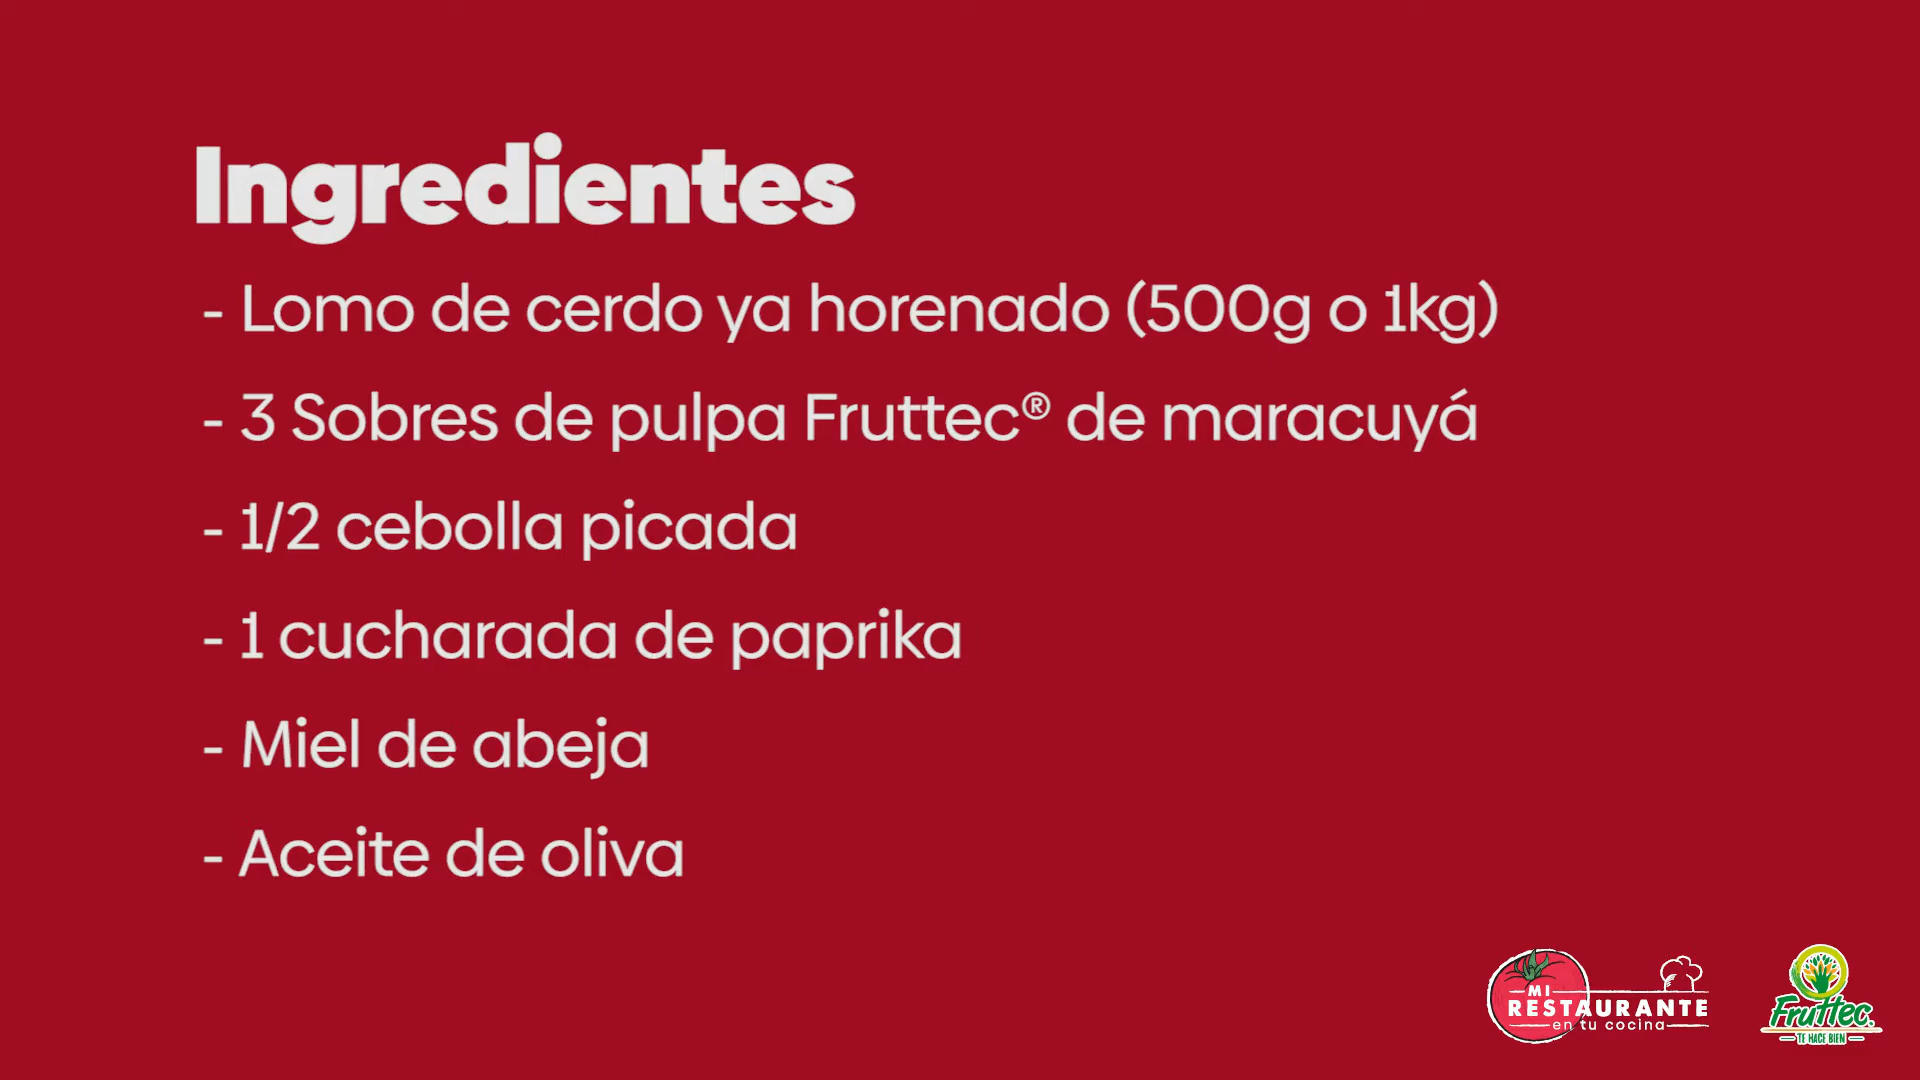 Ingredientes
- Lomo de cerdo ya horenado (500g o 1kg)
- 3 Sobres de pulpa Fruttec® de maracuyá
- 1/2 cebolla picada
- 1 cucharada de paprika
- Miel de abeja
- Aceite de oliva
MI
RESTAURANTE
en tu cocina
Fruttec.
TE HACE BIEN